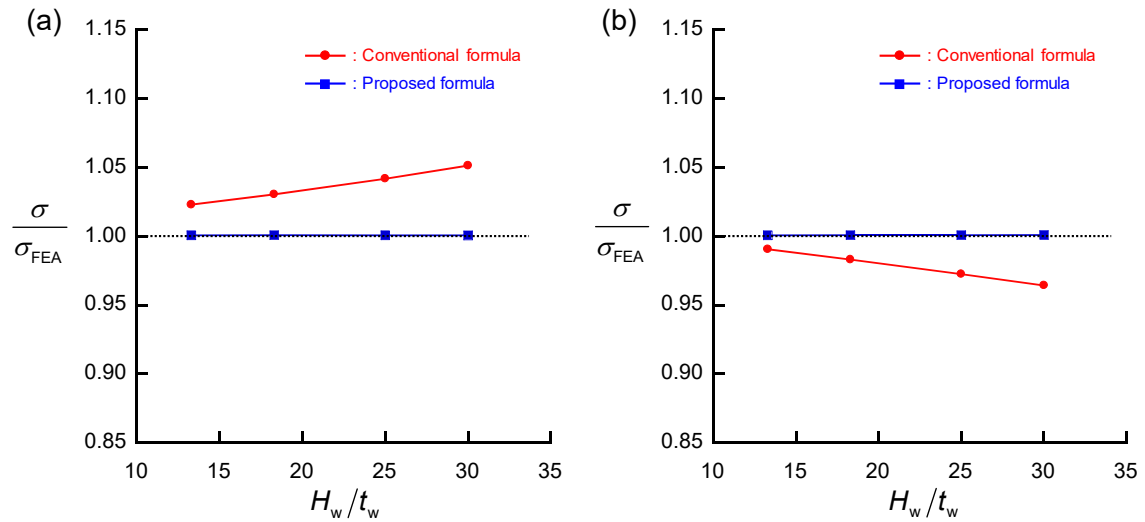 (a)
1.15
1.10
1.05
1.00
0.95
0.90
0.85
σ
σFEA
: Conventional formula
: Proposed formula
10 15 20 25 30 35
Hw/tw
(b)
1.15
1.10
1.05
1.00
0.95
0.90
0.85
σ
σFEA
: Conventional formula
: Proposed formula
10 15 20 25 30 35
Hw/tw